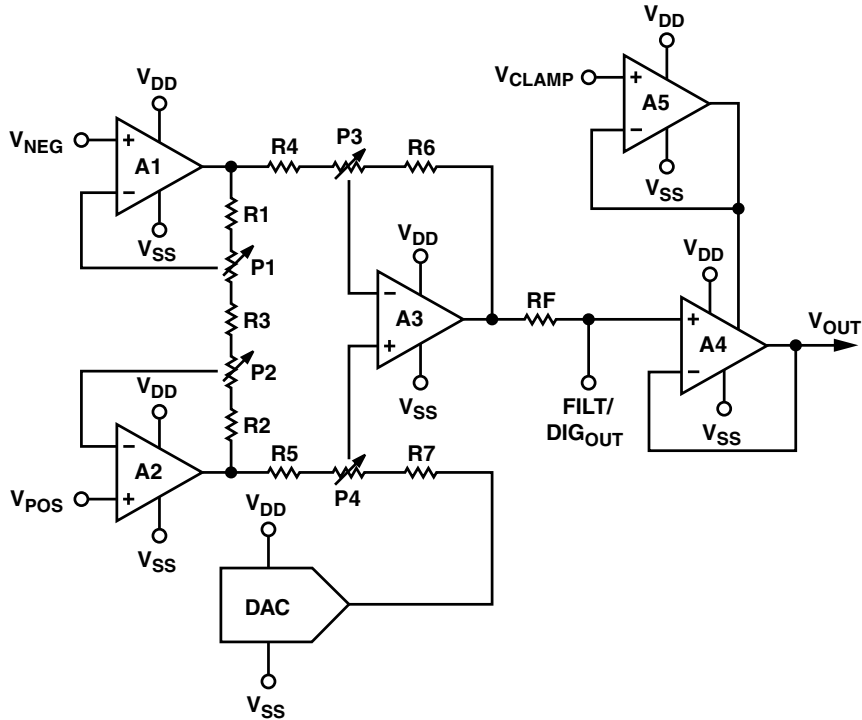 VDD
VCLAMP
+
A5
−
VSS
VDD
VNEG
+
A1
−
VSS
R4
P3
R6
R1
P1
R3
P2
R2
VDD
−
A3
+
VSS
RF
FILT/
DIGOUT
VDD
+
A4
−
VSS
VOUT
VDD
−
A2
+
VPOS
VSS
R5
P4
R7
VDD
DAC
VSS